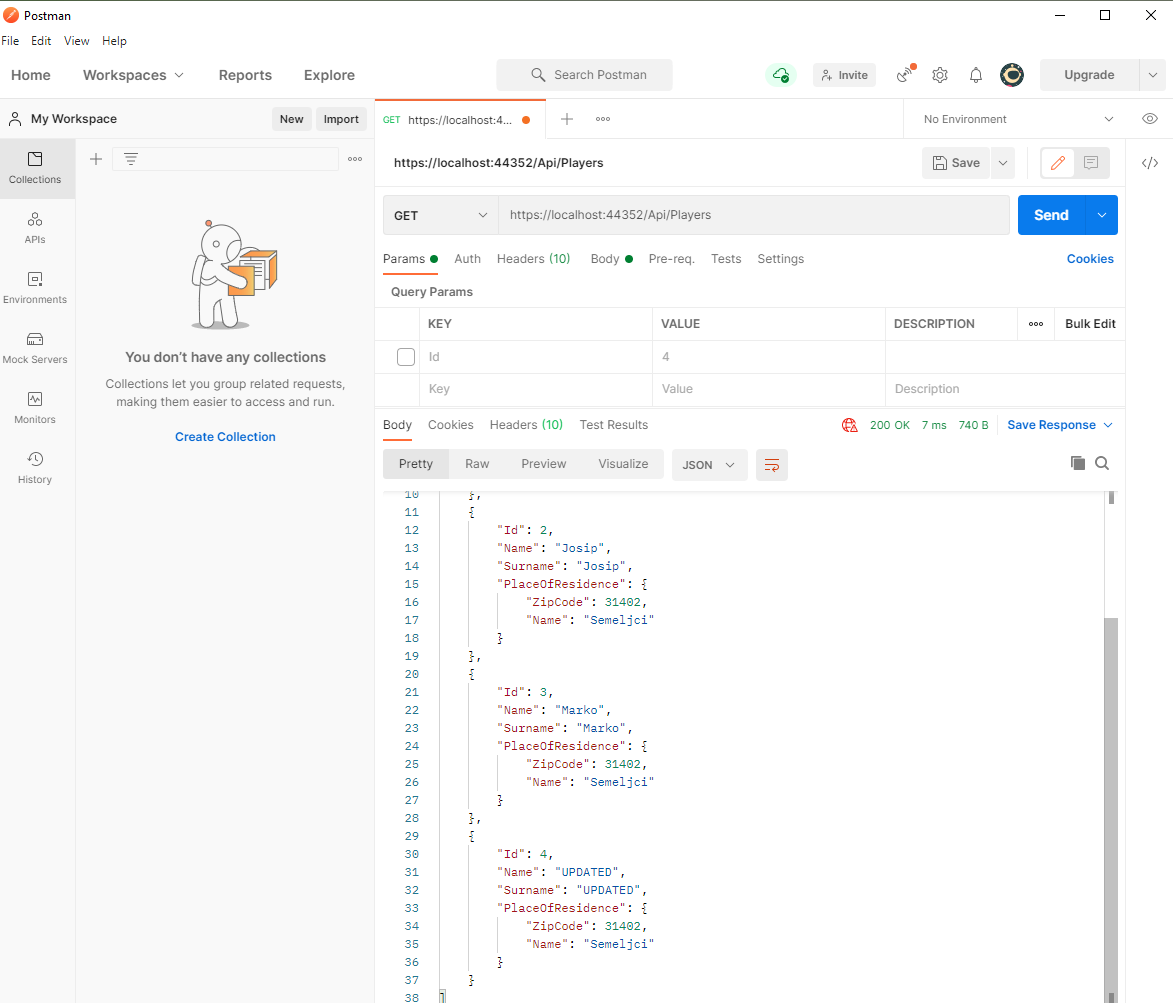 Postman
File Edit View Help
Home Workspaces Reports Explore Search Postman Invite Upgrade
My Workspace New Import
GET https://localhost:4... No Environment
Collections
APIs
Environments
Mock Servers
Monitors
History
You don't have any collections
Collections let you group related requests,
making them easier to access and run.
Create Collection
https://localhost:44352/Api/Players Save
GET https://localhost:44352/Api/Players Send
Params Auth Headers (10) Body Pre-req. Tests Settings Cookies
Query Params
KEY VALUE DESCRIPTION Bulk Edit
Id 4
Key Value Description
Body Cookies Headers (10) Test Results 200 OK 7 ms 740 B Save Response
Pretty Raw Preview Visualize JSON
10 },
11 {
12 "Id": 2,
13 "Name": "Josip",
14 "Surname": "Josip",
15 "PlaceOfResidence": {
16 "ZipCode": 31402,
17 "Name": "Semeljci"
18 }
19 },
20 {
21 "Id": 3,
22 "Name": "Marko",
23 "Surname": "Marko",
24 "PlaceOfResidence": {
25 "ZipCode": 31402,
26 "Name": "Semeljci"
27 }
28 },
29 {
30 "Id": 4,
31 "Name": "UPDATED",
32 "Surname": "UPDATED",
33 "PlaceOfResidence": {
34 "ZipCode": 31402,
35 "Name": "Semeljci"
36 }
37 }
38 ]